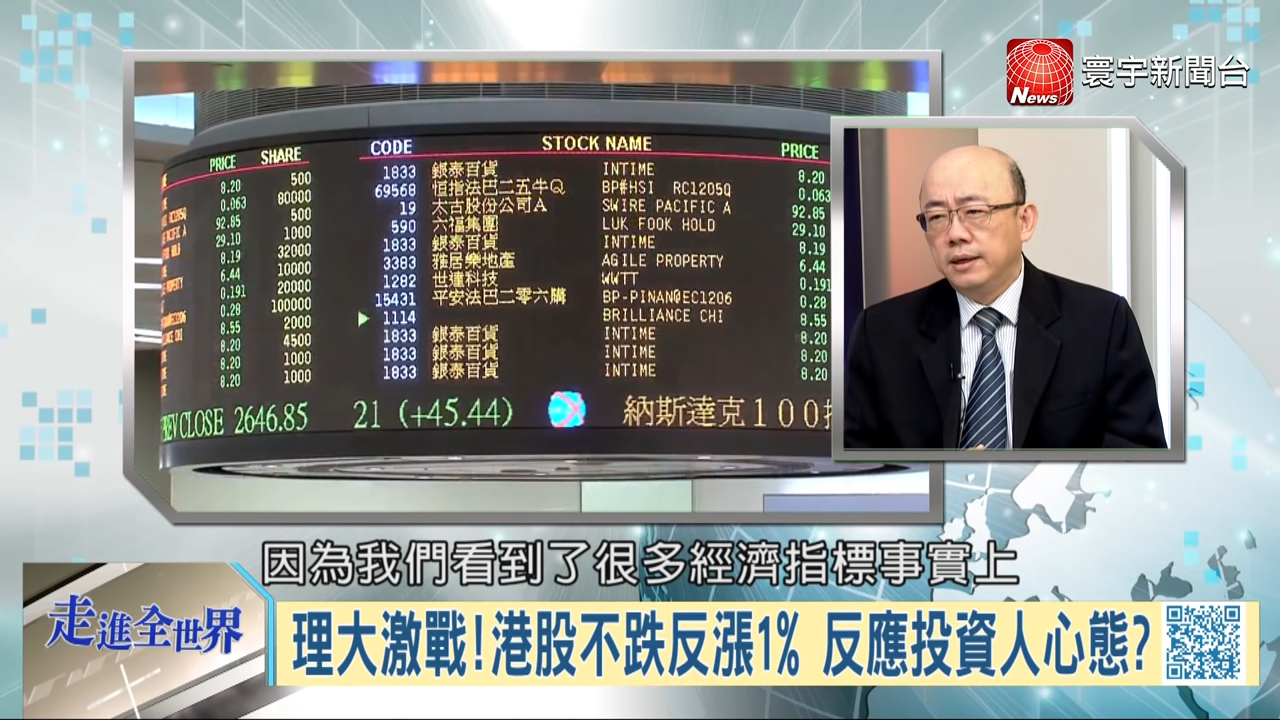 News 寰宇新聞台
PRICE SHARE CODE STOCK NAME PRICE
8.20 500 1833 銀泰百貨 INTIME 8.20
0.063 80000 69568 恒指法巴二五牛Q BP#HSI RC1205Q 0.063
92.85 500 19 太古股份公司A SWIRE PACIFIC A 92.85
29.10 1000 590 六福集團 LUK FOOK HOLD 29.10
8.19 32000 1833 銀泰百貨 INTIME 8.19
6.44 10000 3383 雅居樂地產 AGILE PROPERTY 6.44
0.191 20000 1282 世達科技 WWTT 0.191
0.28 100000 15431 平安法巴二零六購 BP-PINAN@EC1206 0.28
8.55 2000 1114 BRILLIANCE CHI 8.55
8.20 4500 1833 銀泰百貨 INTIME 8.20
8.20 1000 1833 銀泰百貨 INTIME 8.20
8.20 1000 1833 銀泰百貨 INTIME 8.20
CLOSE 2646.85 21 (+45.44) 納斯達克100
因為我們看到了很多經濟指標事實上
走進全世界
理大激戰!港股不跌反漲1% 反應投資人心態?